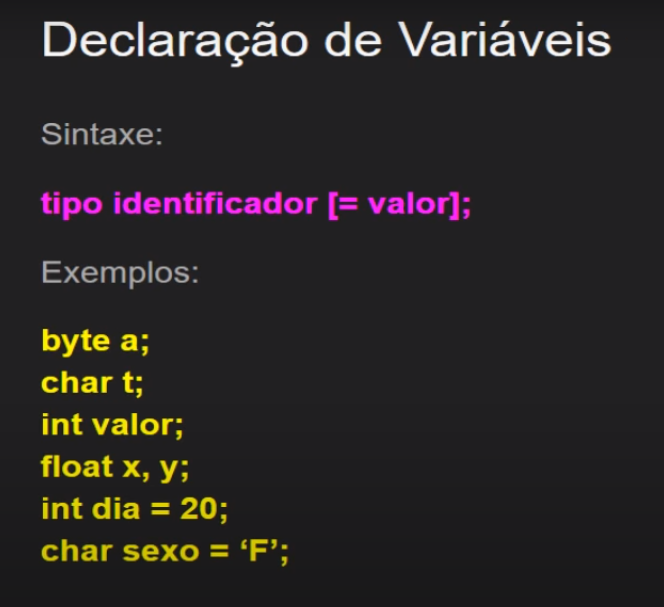 Declaração de Variáveis
Sintaxe:
tipo identificador [= valor];
Exemplos:
byte a;
char t;
int valor;
float x, y;
int dia = 20;
char sexo = ‘F’;